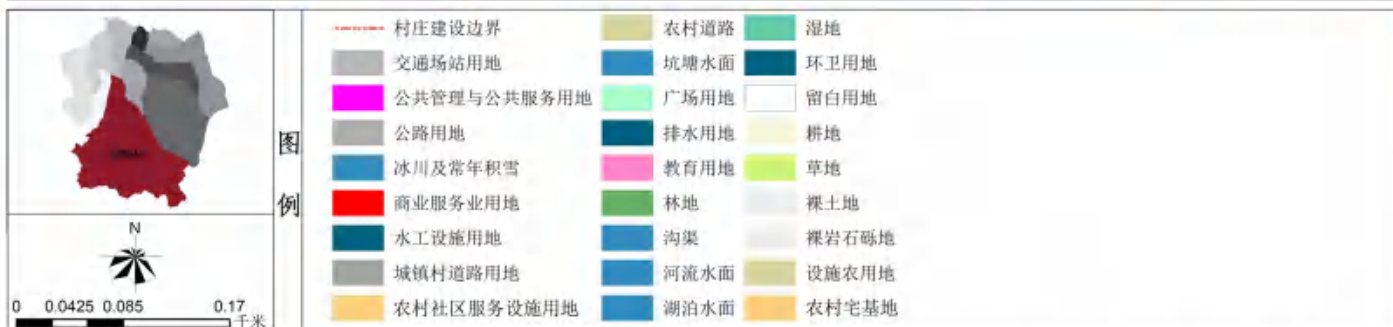 图
例
村庄建设边界
交通场站用地
公共管理与公共服务用地
公路用地
冰川及常年积雪
商业服务业用地
水工设施用地
城镇村道路用地
农村社区服务设施用地
农村道路
坑塘水面
广场用地
排水用地
教育用地
林地
沟渠
河流水面
湖泊水面
湿地
环卫用地
留白用地
耕地
草地
裸土地
裸岩石砾地
设施农用地
农村宅基地
N
0 0.0425 0.085 0.17
千米